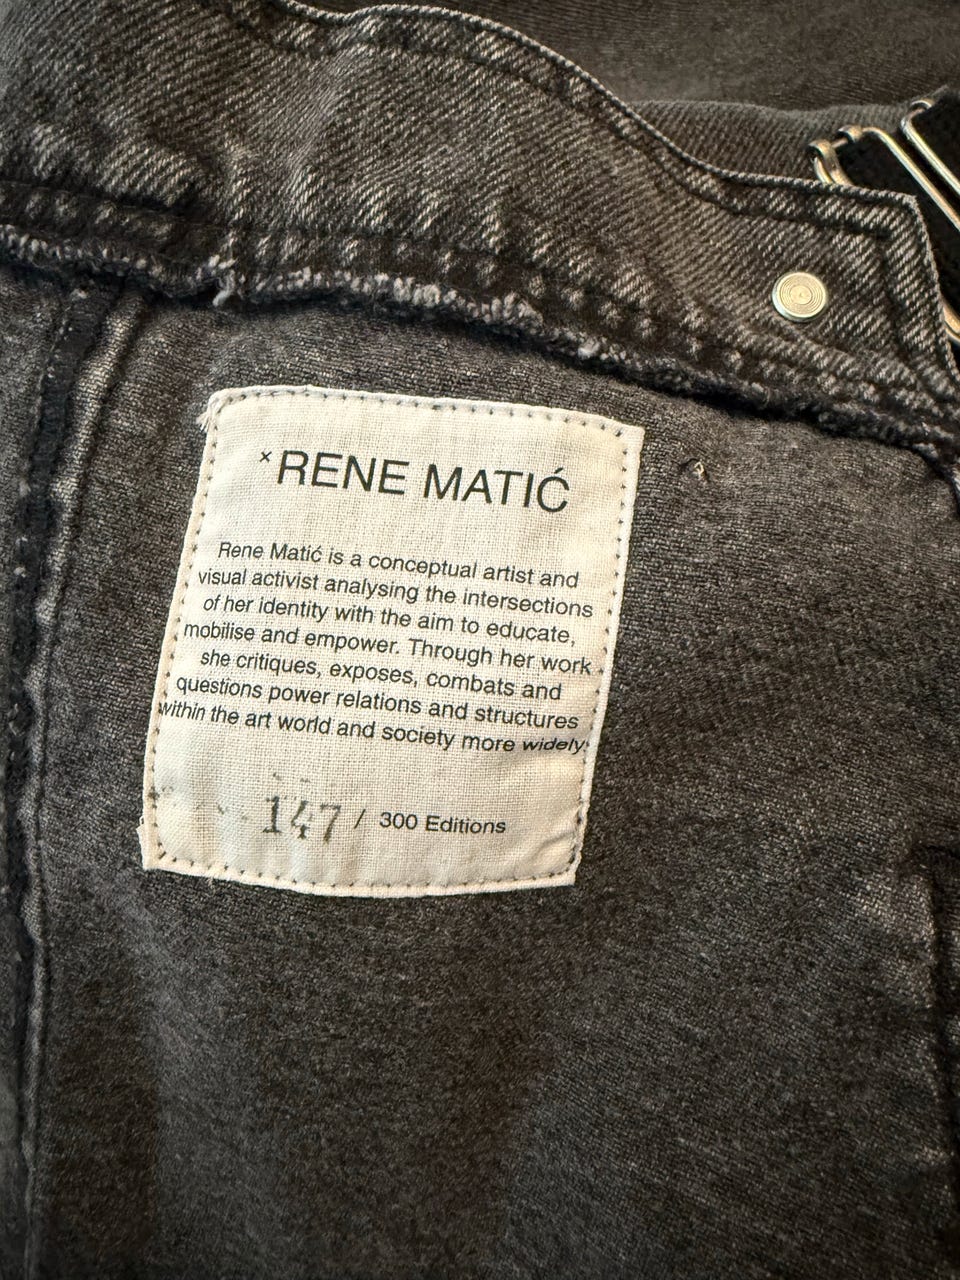 × RENE MATIĆ
Rene Matić is a conceptual artist and
visual activist analysing the intersections
of her identity with the aim to educate,
mobilise and empower. Through her work
she critiques, exposes, combats and
questions power relations and structures
within the art world and society more widely.
147 / 300 Editions